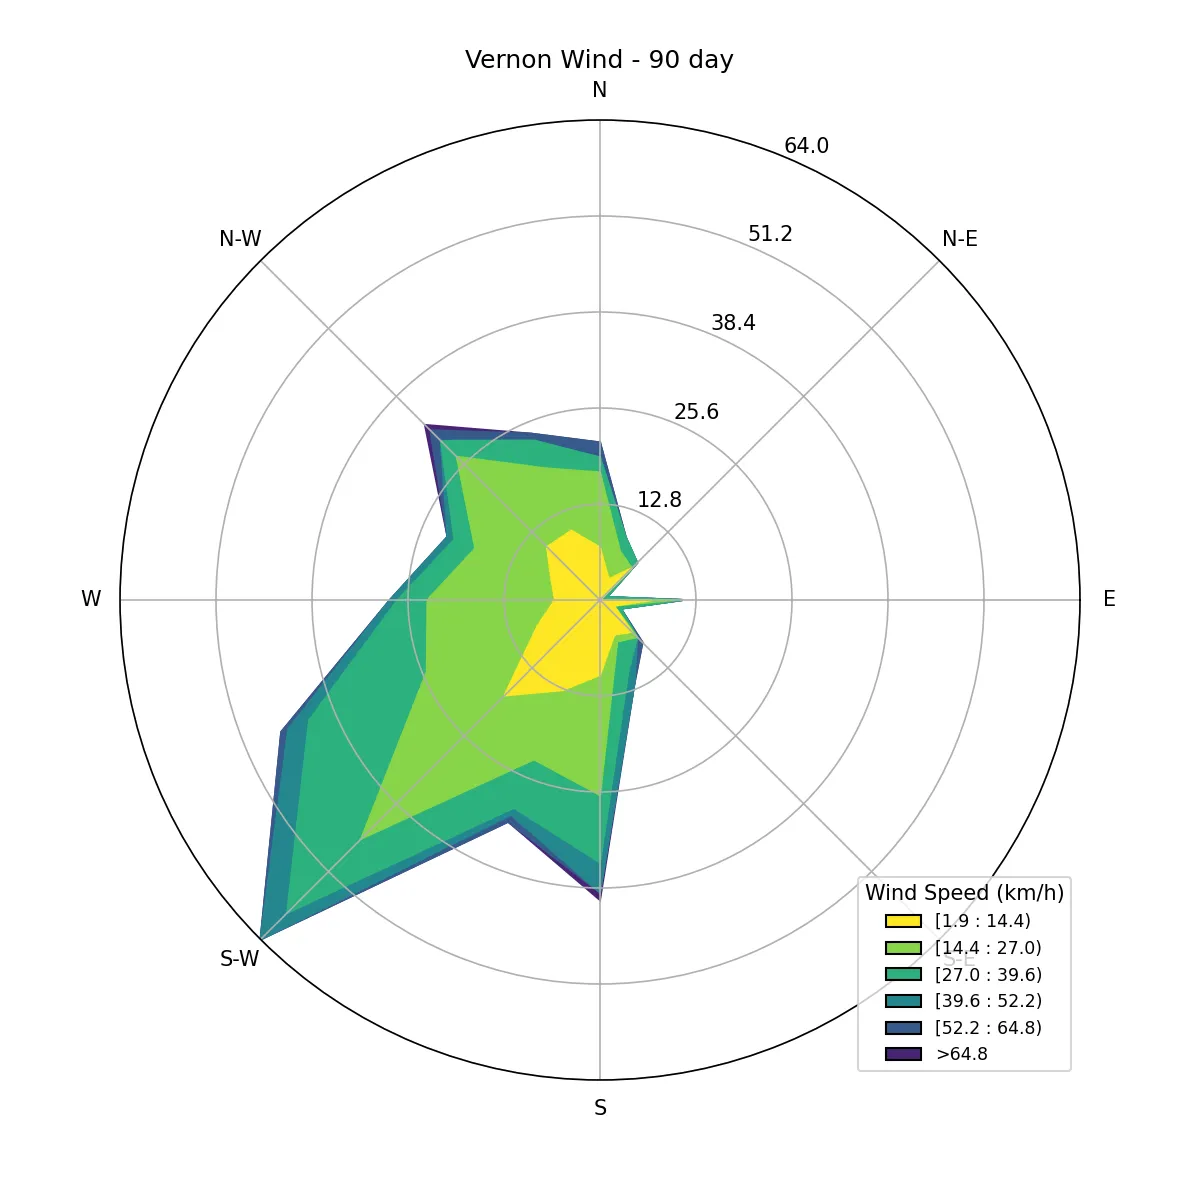 Vernon Wind - 90 day
N
64.0
N-W
N-E
51.2
38.4
25.6
12.8
W
E
S-W
S-E
S
Wind Speed (km/h)
[1.9 : 14.4)
[14.4 : 27.0)
[27.0 : 39.6)
[39.6 : 52.2)
[52.2 : 64.8)
>64.8